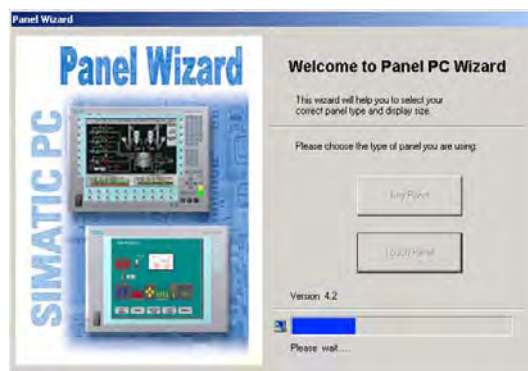 Panel Wizard
Panel Wizard
SIMATIC PC
Welcome to Panel PC Wizard
This wizard will help you to select your
correct panel type and display size.
Please choose the type of panel you are using:
Key Panel
Touch Panel
Version 4.2
Please wait....